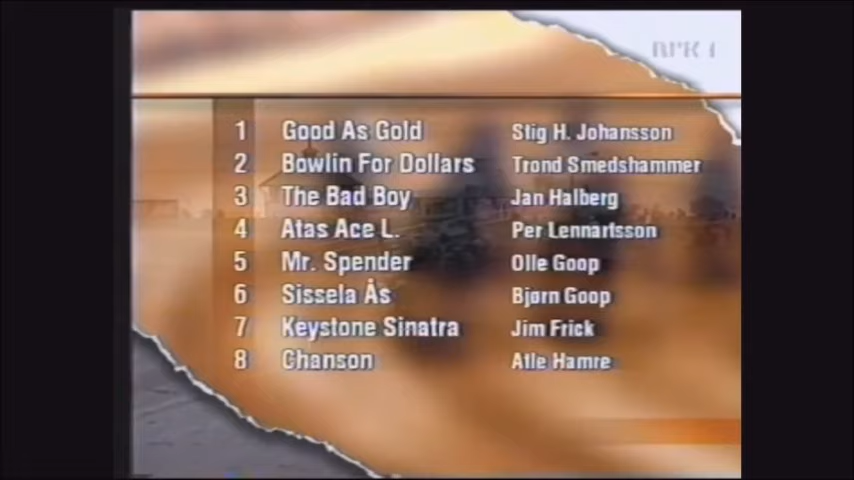 NRK 1
1 Good As Gold Stig H. Johansson
2 Bowlin For Dollars Trond Smedshammer
3 The Bad Boy Jan Halberg
4 Atas Ace L. Per Lennartsson
5 Mr. Spender Olle Goop
6 Sissela Ås Bjørn Goop
7 Keystone Sinatra Jim Frick
8 Chanson Atle Hamre